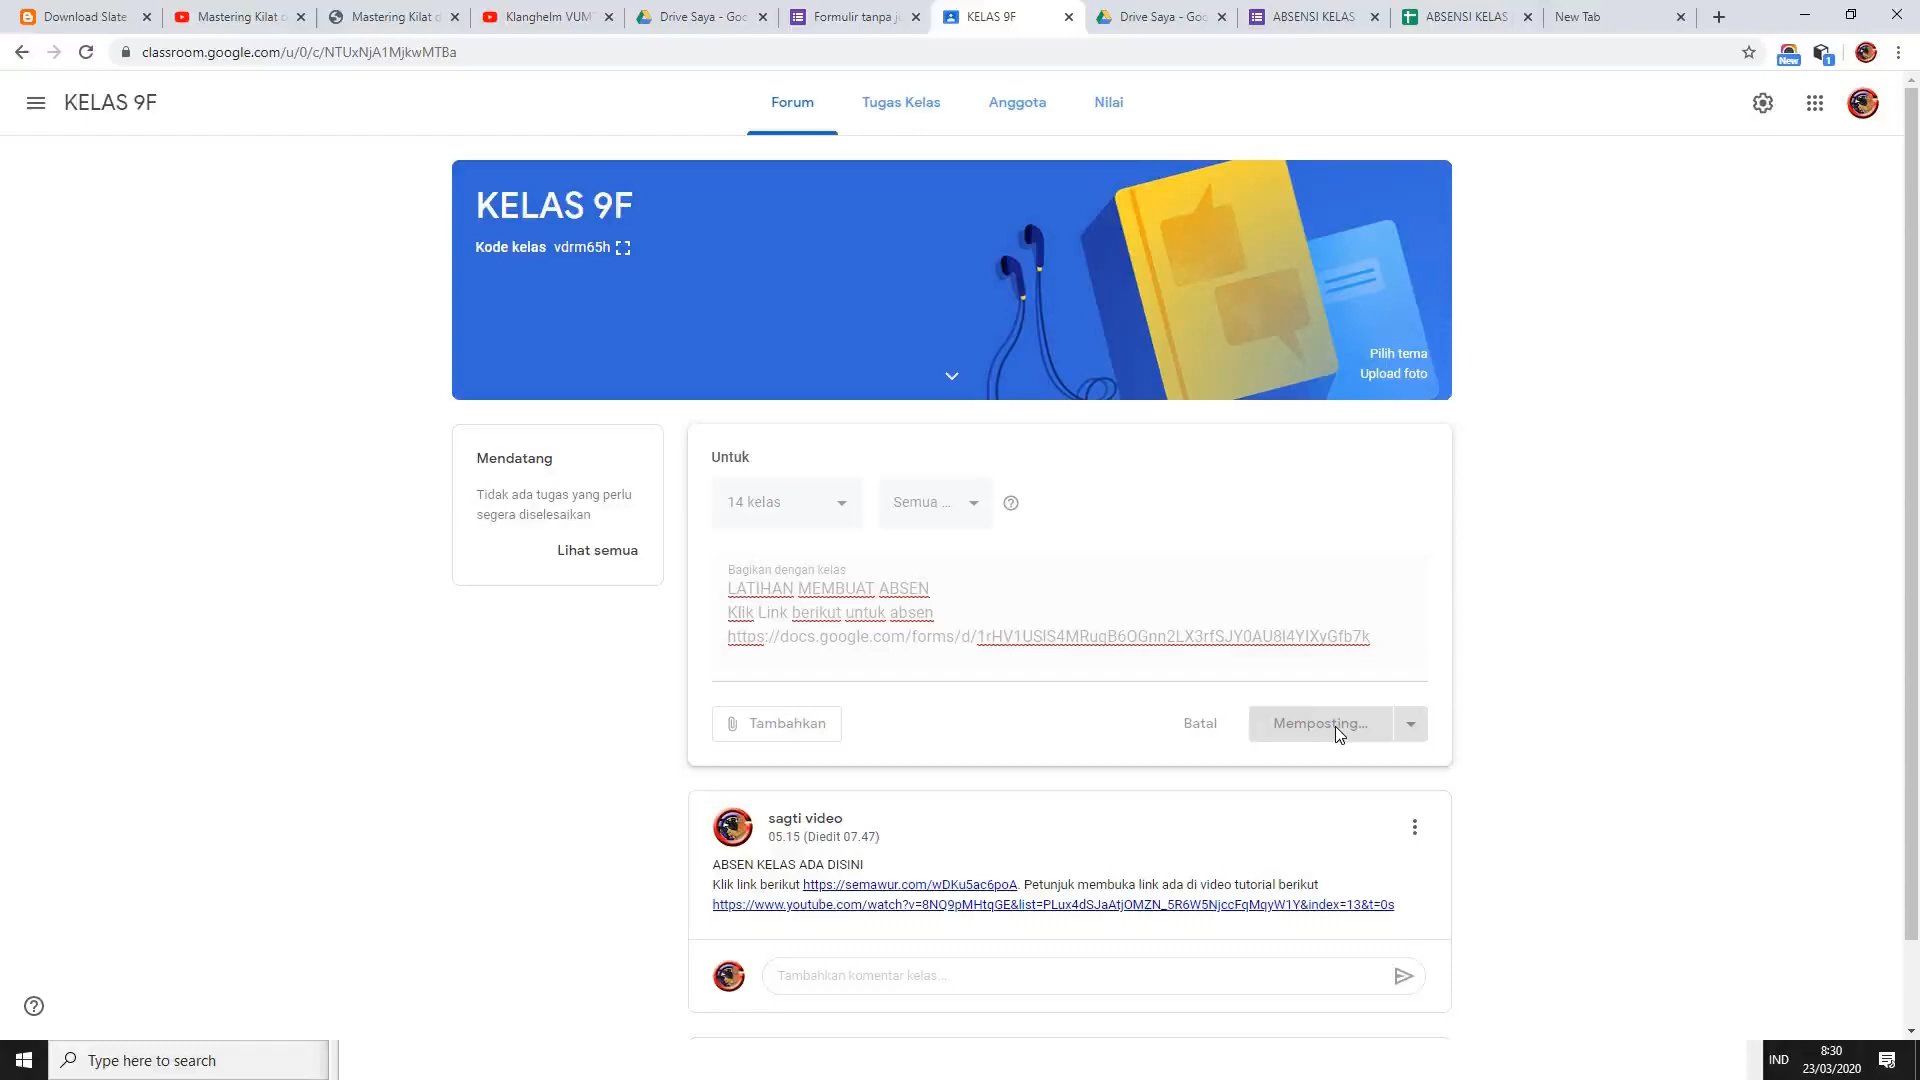 Download Slate
Mastering Kilat
Mastering Kilat
Klanghelm VUMT
Drive Saya - Goo
Formulir tanpa ju
KELAS 9F
Drive Saya - Goo
ABSENSI KELAS
ABSENSI KELAS
New Tab
classroom.google.com/u/0/c/NTUxNjA1MjkwMTBa
New
1
KELAS 9F
Forum
Tugas Kelas
Anggota
Nilai
KELAS 9F
Kode kelas vdrm65h
Pilih tema
Upload foto
Mendatang
Tidak ada tugas yang perlu
segera diselesaikan
Lihat semua
Untuk
14 kelas
Semua ...
Bagikan dengan kelas
LATIHAN MEMBUAT ABSEN
Klik Link berikut untuk absen
https://docs.google.com/forms/d/1rHV1USlS4MRuqB6OGnn2LX3rfSJY0AU8I4YIXyGfb7k
Tambahkan
Batal
Memposting...
sagti video
05.15 (Diedit 07.47)
ABSEN KELAS ADA DISINI
Klik link berikut https://semawur.com/wDKu5ac6poA. Petunjuk membuka link ada di video tutorial berikut
https://www.youtube.com/watch?v=8NQ9pMHtqGE&list=PLux4dSJaAtjOMZN_5R6W5NjccFqMqyW1Y&index=13&t=0s
Tambahkan komentar kelas...
Type here to search
IND
8:30
23/03/2020